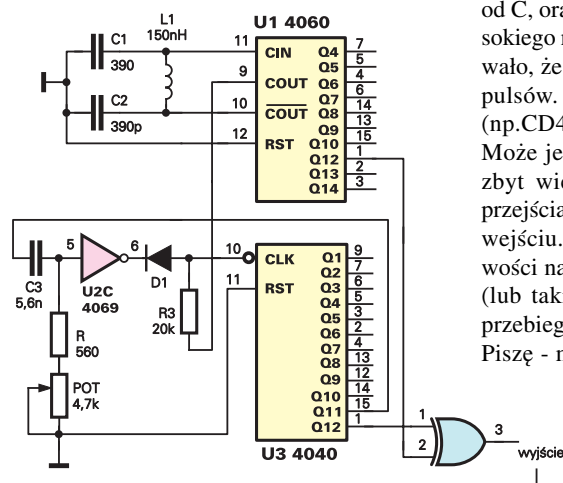 U1 4060
L1
150nH
C1
390
C2
390p
11 CIN
9 COUT
10 COUT
12 RST
Q4 7
Q5 5
Q6 4
Q7 6
Q8 14
Q9 13
Q10 15
Q12 1
Q13 2
Q14 3
C3
5,6n
5
6
U2C
4069
D1
R3
20k
R
560
POT
4,7k
10 CLK
11 RST
Q1 9
Q2 7
Q3 6
Q4 5
Q5 3
Q6 2
Q7 4
Q8 13
Q9 12
Q10 14
Q11 15
Q12 1
U3 4040
1
2
3
wyjście
od C, ora
sokiego r
wało, że
pulsów.
(np.CD4
Może je
zbyt wie
przejścia
wejściu.
wości na
(lub taki
przebieg
Piszę - n